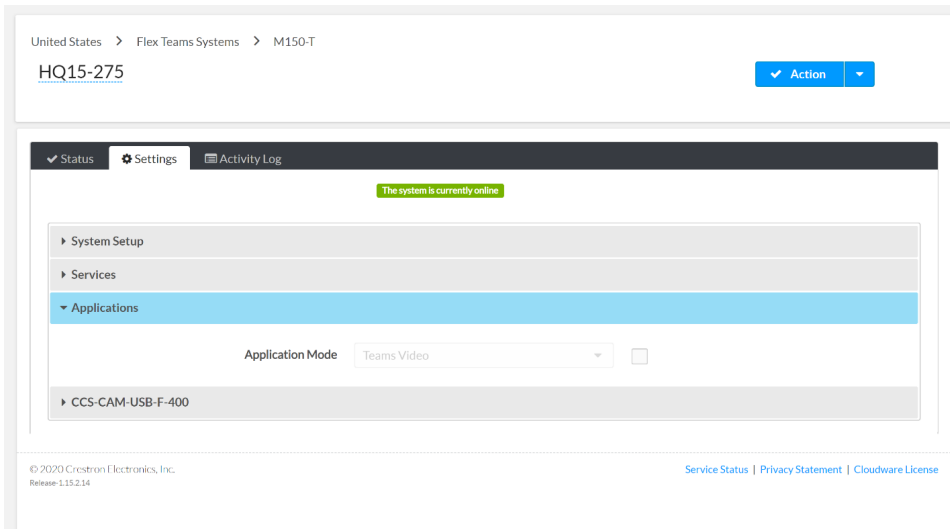 United States > Flex Teams Systems > M150-T
HQ15-275
Action
Status Settings Activity Log
The system is currently online
System Setup
Services
Applications
Application Mode Teams Video
CCS-CAM-USB-F-400
© 2020 Crestron Electronics, Inc. Service Status | Privacy Statement | Cloudware License
Release-1.15.2.14